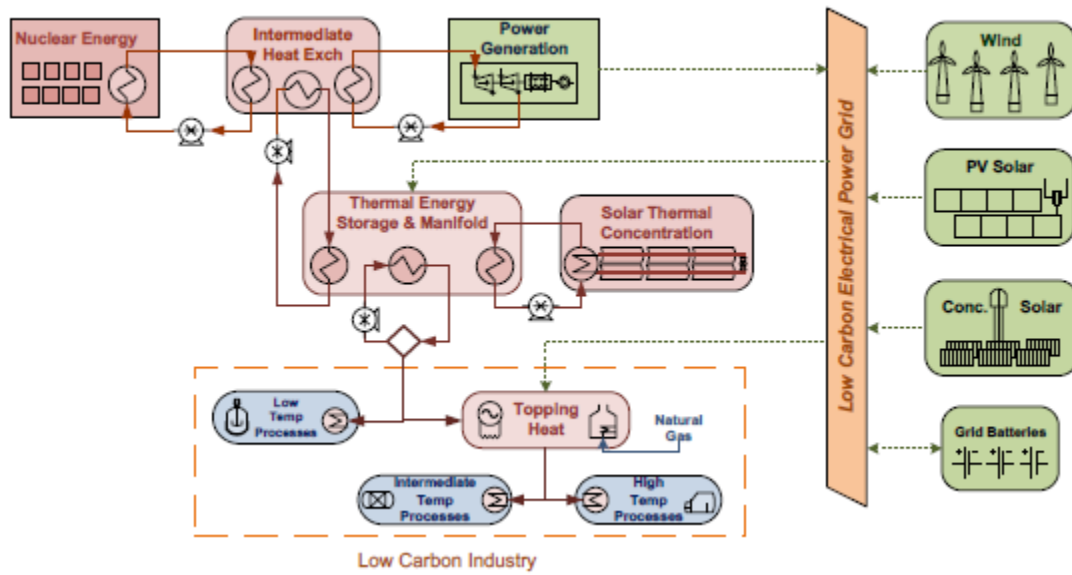 Nuclear Energy
Intermediate
Heat Exch
Power
Generation
Wind
Low Carbon Electrical Power Grid
PV Solar
Thermal Energy
Storage & Manifold
Solar Thermal
Concentration
Conc. Solar
Low
Temp
Processes
Topping
Heat
Natural
Gas
Grid Batteries
Intermediate
Temp
Processes
High
Temp
Processes
Low Carbon Industry